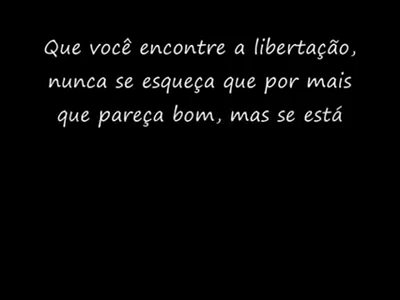 Que você encontre a libertação,
nunca se esqueça que por mais
que pareça bom, mas se está